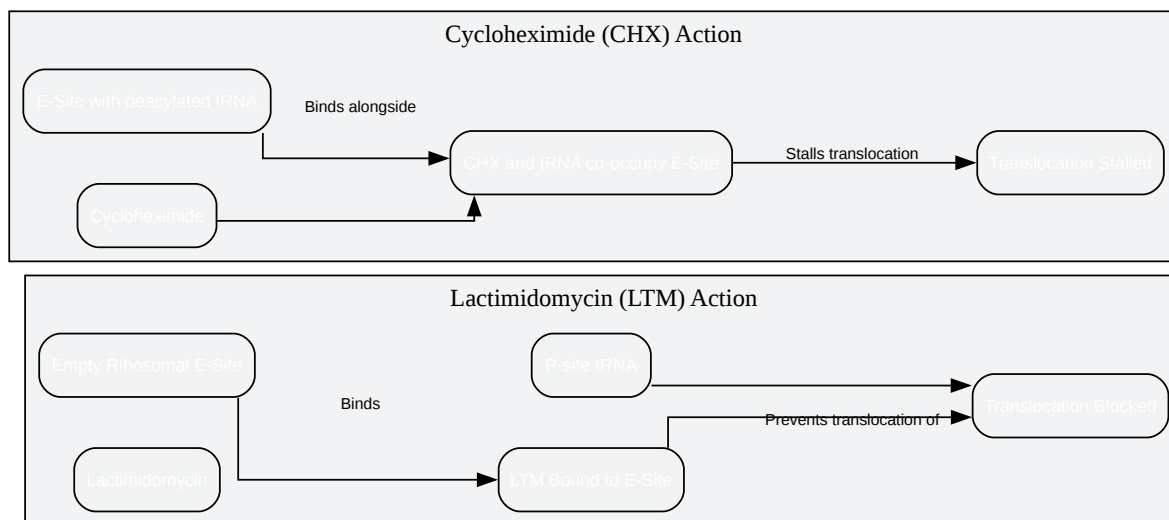 Cycloheximide (CHX) Action
E-Site with deacylated tRNA
Binds alongside
CHX and tRNA co-occupy E-Site
Stalls translocation
Translocation Stalled
Cycloheximide
Lactimidomycin (LTM) Action
Empty Ribosomal E-Site
P-site tRNA
Binds
Translocation Blocked
Prevents translocation of
Lactimidomycin
LTM Bound to E-Site